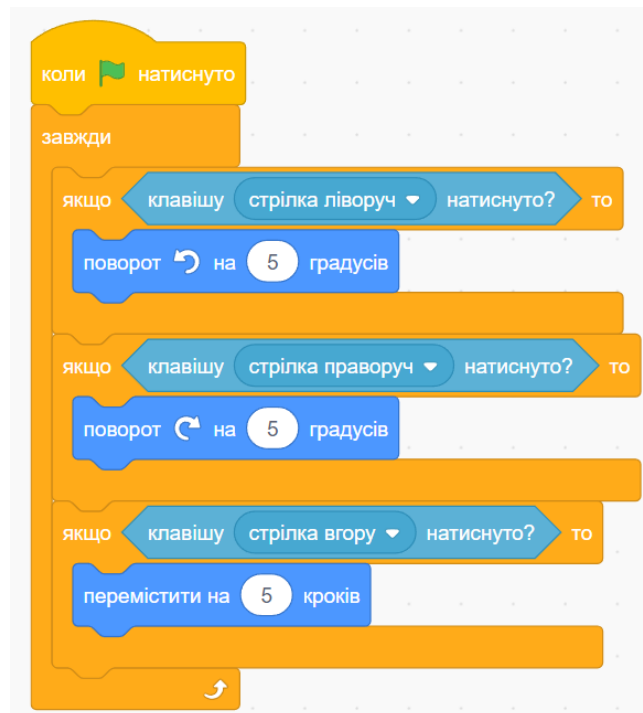 коли натиснуто
завжди
якщо клавішу стрілка ліворуч натиснуто? то
поворот на 5 градусів
якщо клавішу стрілка праворуч натиснуто? то
поворот на 5 градусів
якщо клавішу стрілка вгору натиснуто? то
перемістити на 5 кроків